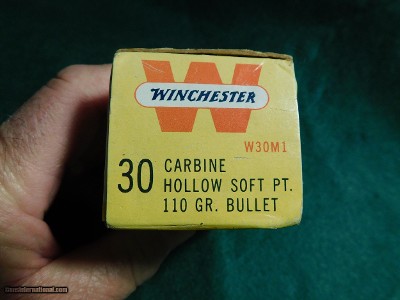 W
WINCHESTER
W30M1
30 CARBINE
HOLLOW SOFT PT.
110 GR. BULLET